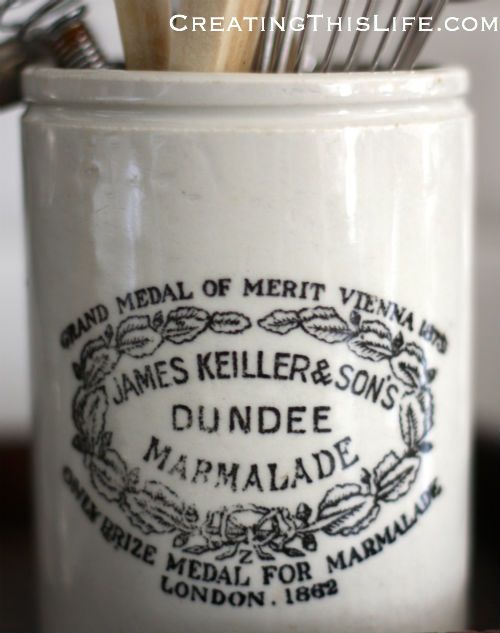 CREATINGTHISLIFE.COM
GRAND MEDAL OF MERIT VIENNA 1873
JAMES KEILLER & SON'S
DUNDEE
MARMALADE
Z
ONLY PRIZE MEDAL FOR MARMALADE
LONDON. 1862